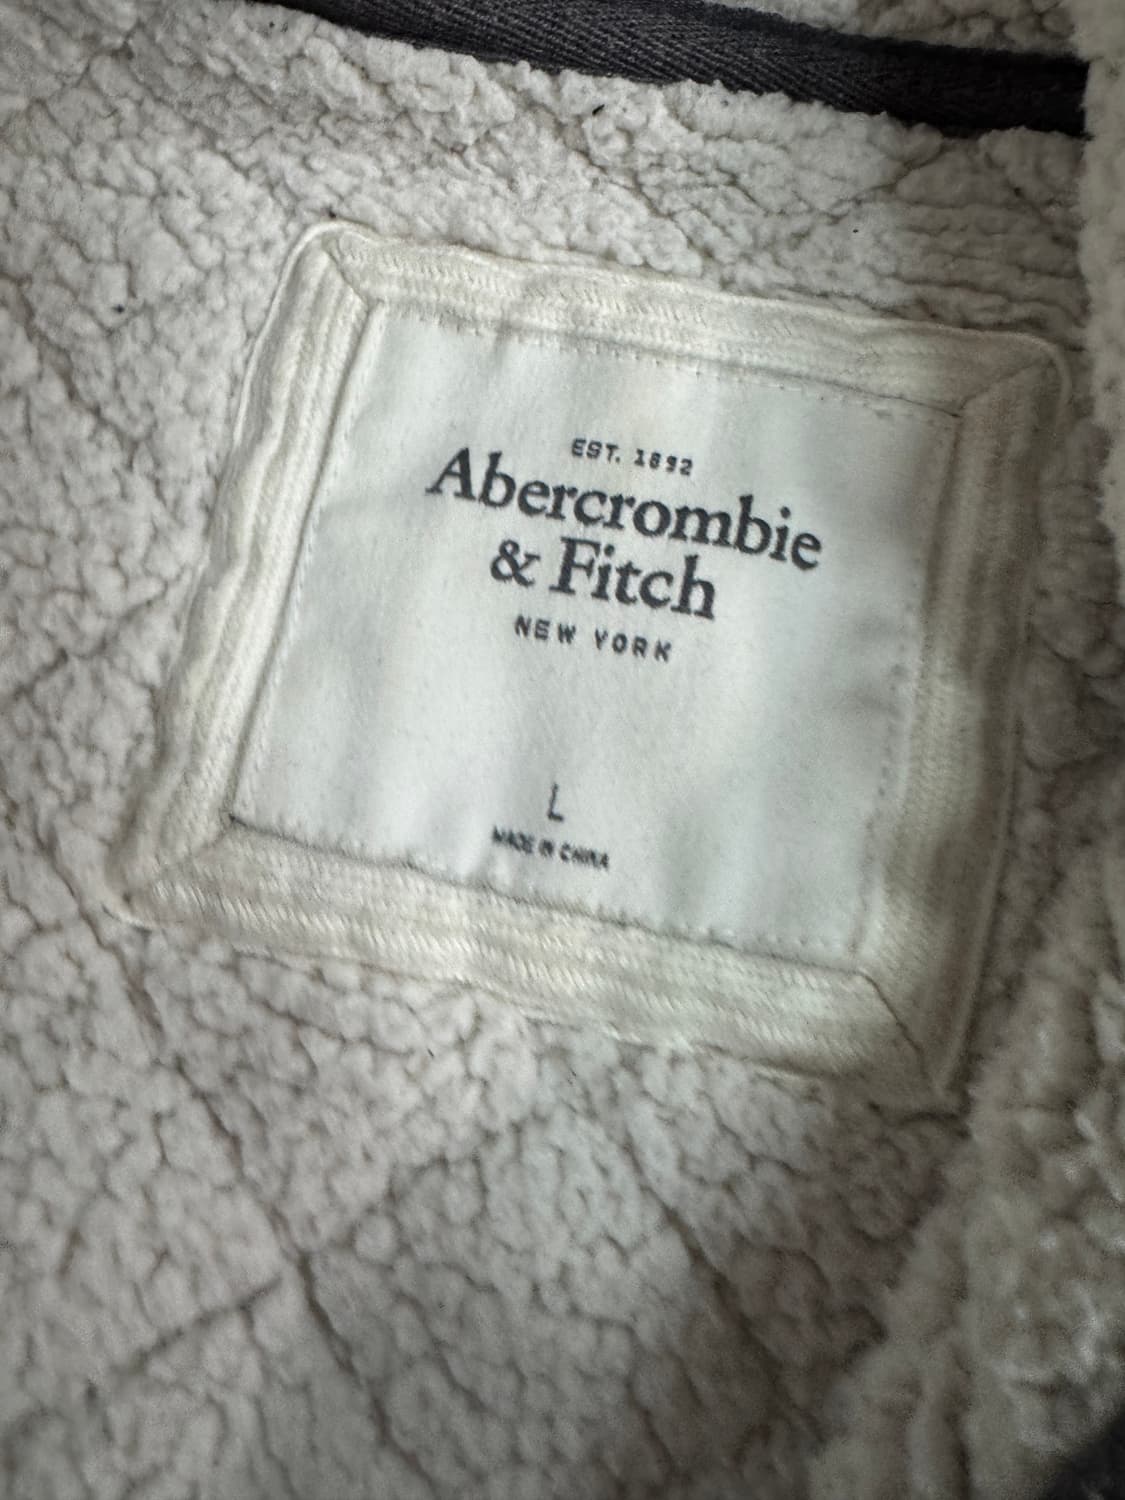 EST. 1892
Abercrombie
& Fitch
NEW YORK
L
MADE IN CHINA